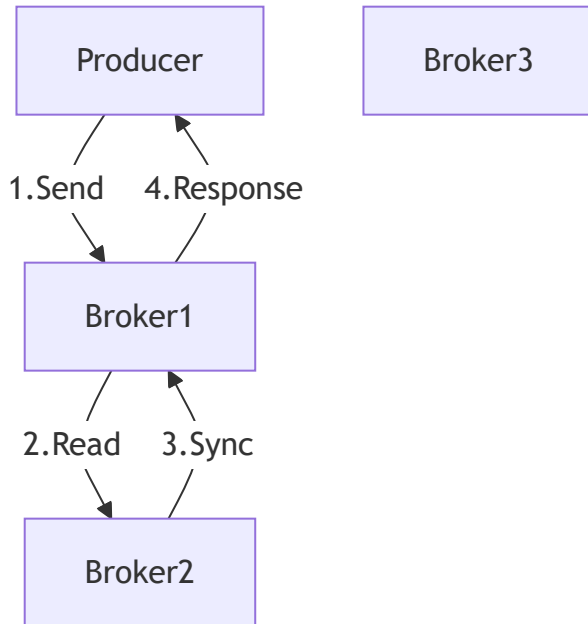 Producer
Broker3
1.Send
4.Response
Broker1
2.Read
3.Sync
Broker2